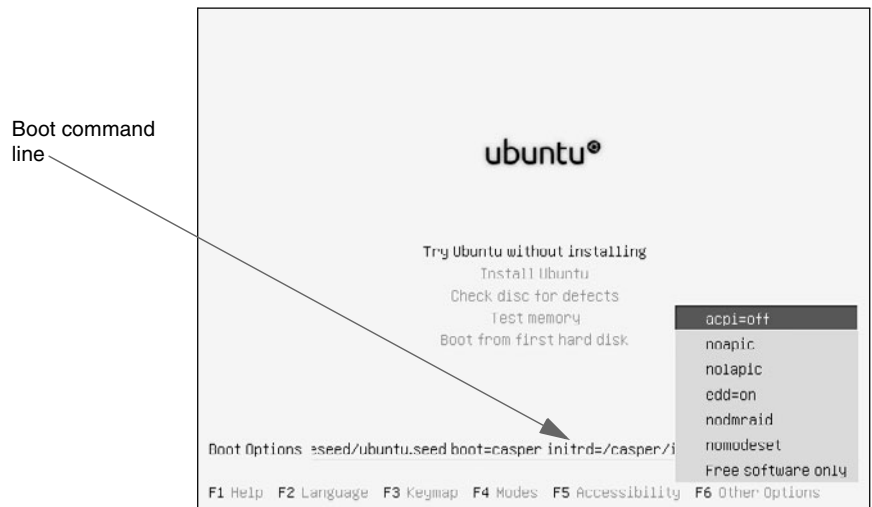 Boot command
line
ubuntu
Try Ubuntu without installing
Install Ubuntu
Check disc for defects
Test memory
Boot from first hard disk
acpi=off
noapic
nolapic
edd=on
nodmraid
nomodeset
Free software only
Boot Options eseed/ubuntu.seed boot=casper initrd=/casper/i
F1 Help F2 Language F3 Keymap F4 Modes F5 Accessibility F6 Other Options